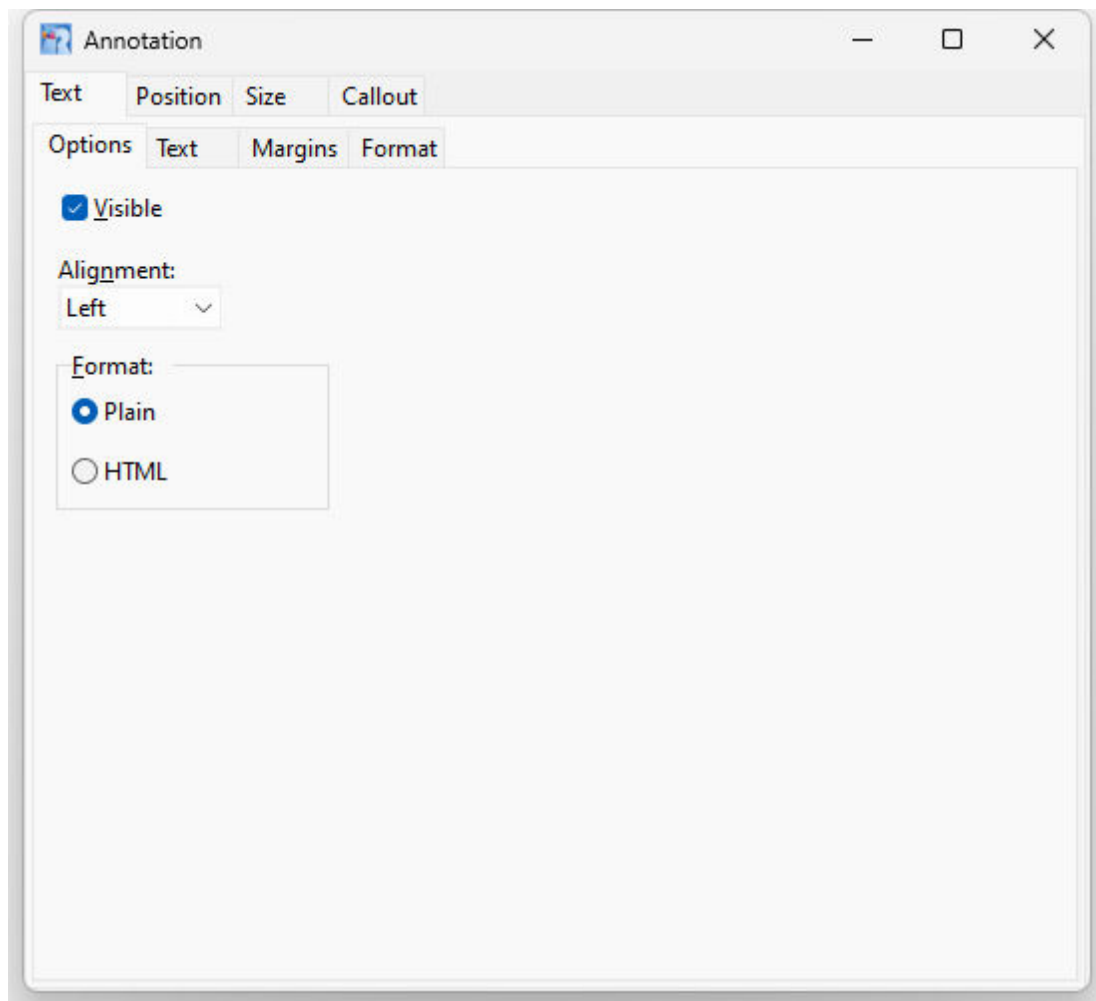 Annotation
Text Position Size Callout
Options Text Margins Format
Visible
Alignment:
Left
Format:
Plain
HTML